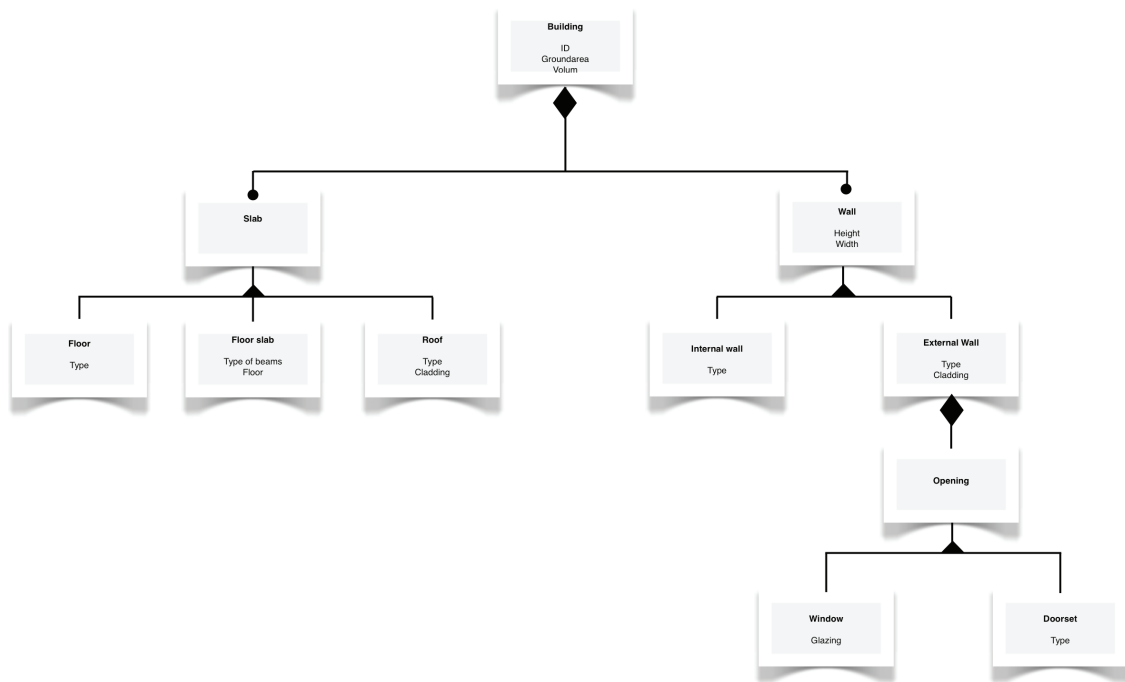 Building
ID
Groundarea
Volum
Slab
Wall
Height
Width
Floor
Type
Floor slab
Type of beams
Floor
Roof
Type
Cladding
Internal wall
Type
External Wall
Type
Cladding
Opening
Window
Glazing
Doorset
Type